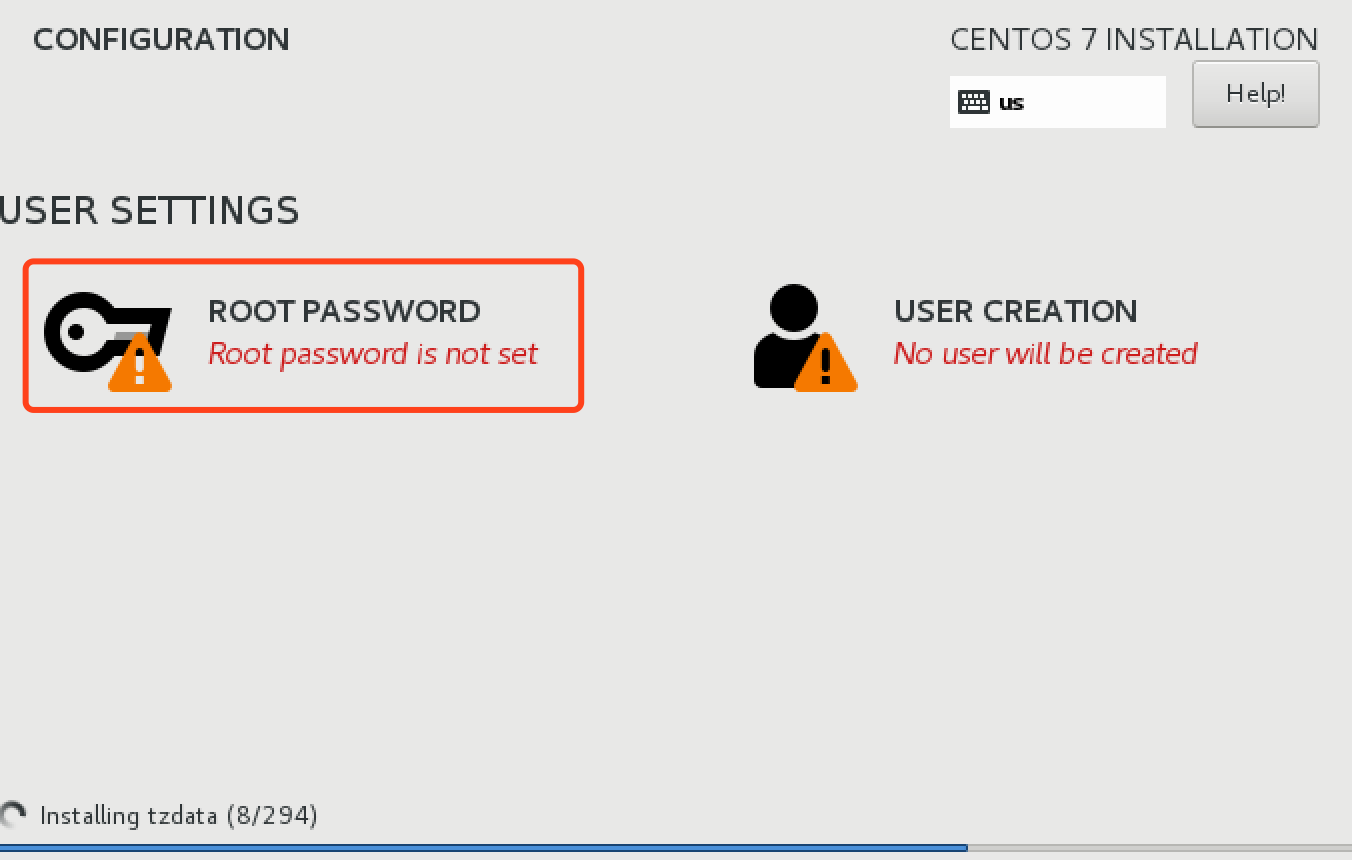 CONFIGURATION
CENTOS 7 INSTALLATION
us
Help!
USER SETTINGS
ROOT PASSWORD
Root password is not set
USER CREATION
No user will be created
Installing tzdata (8/294)